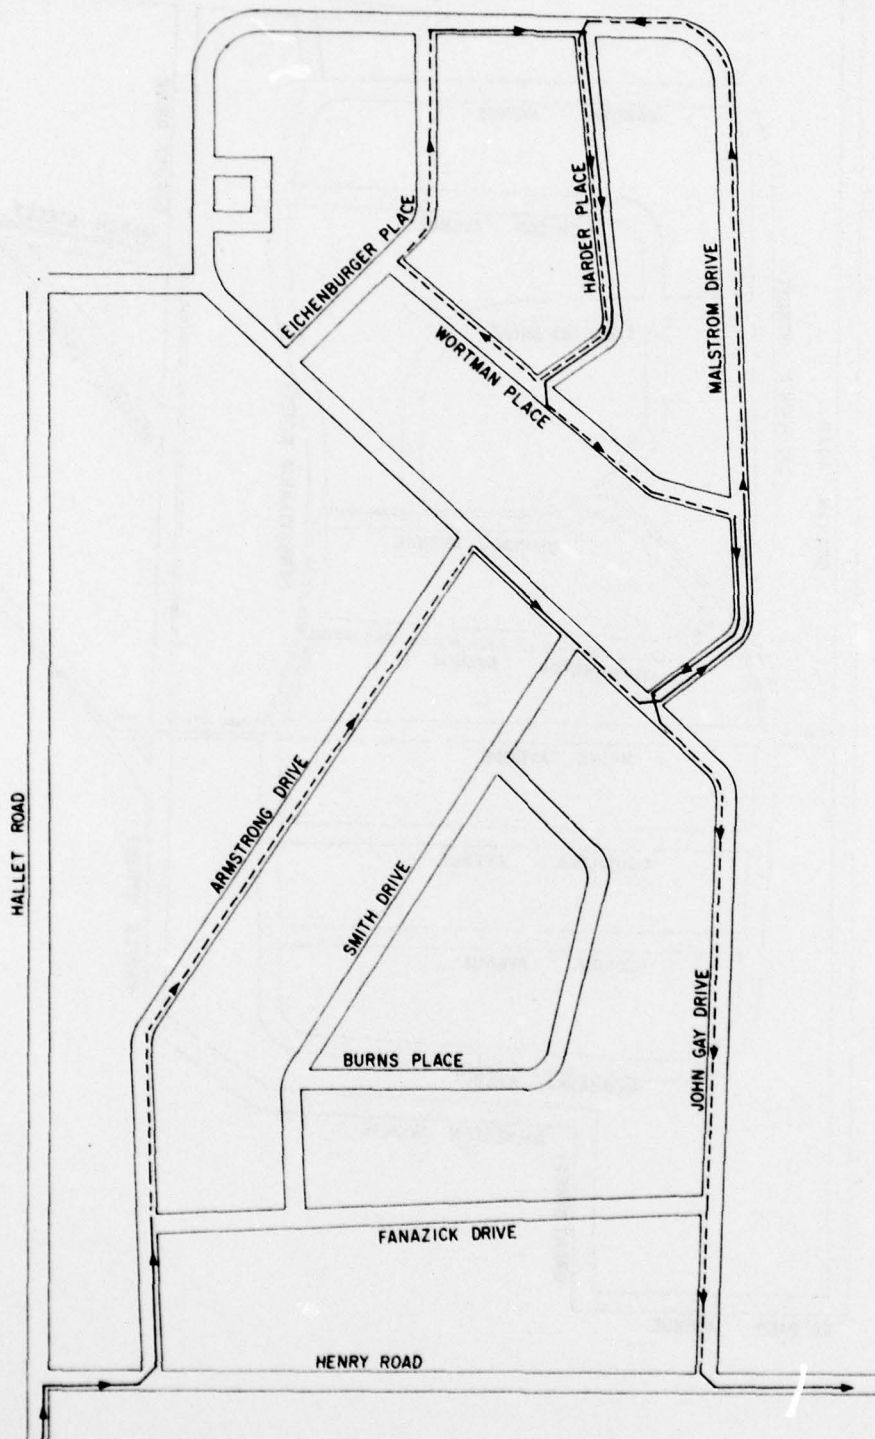 EICHENBURGER PLACE
HARDER PLACE
MALSTROM DRIVE
WORTMAN PLACE
ARMSTRONG DRIVE
HALLET ROAD
SMITH DRIVE
BURNS PLACE
JOHN GAY DRIVE
FANAZICK DRIVE
HENRY ROAD